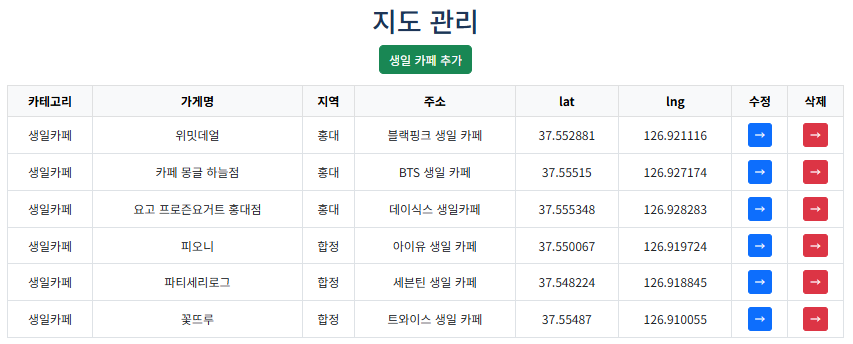 지도 관리
생일 카페 추가
카테고리 가게명 지역 주소 lat lng 수정 삭제
생일카페 위밋데얼 홍대 블랙핑크 생일 카페 37.552881 126.921116 → →
생일카페 카페 몽글 하늘점 홍대 BTS 생일 카페 37.55515 126.927174 → →
생일카페 요고 프로즌요거트 홍대점 홍대 데이식스 생일카페 37.555348 126.928283 → →
생일카페 피오니 합정 아이유 생일 카페 37.550067 126.919724 → →
생일카페 파티세리로그 합정 세븐틴 생일 카페 37.548224 126.918845 → →
생일카페 꽃뜨루 합정 트와이스 생일 카페 37.55487 126.910055 → →